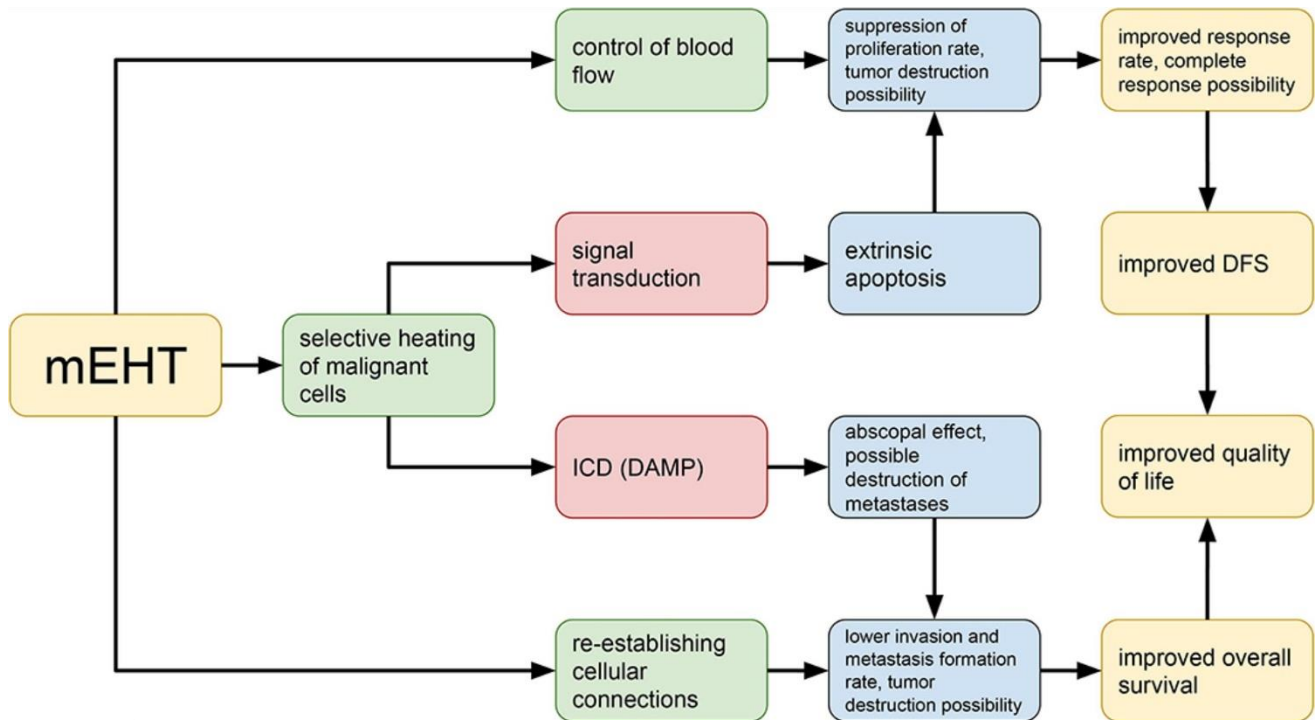 control of blood
flow
suppression of
proliferation rate,
tumor destruction
possibility
improved response
rate, complete
response possibility
signal
transduction
extrinsic
apoptosis
improved DFS
mEHT
selective heating
of malignant
cells
ICD (DAMP)
abscopal effect,
possible
destruction of
metastases
improved quality
of life
re-establishing
cellular
connections
lower invasion and
metastasis formation
rate, tumor
destruction possibility
improved overall
survival